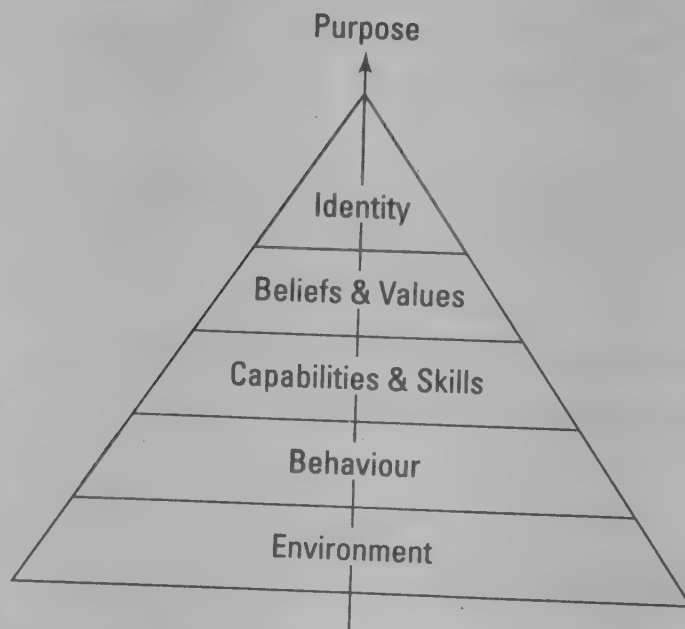 Purpose
Identity
Beliefs & Values
Capabilities & Skills
Behaviour
Environment